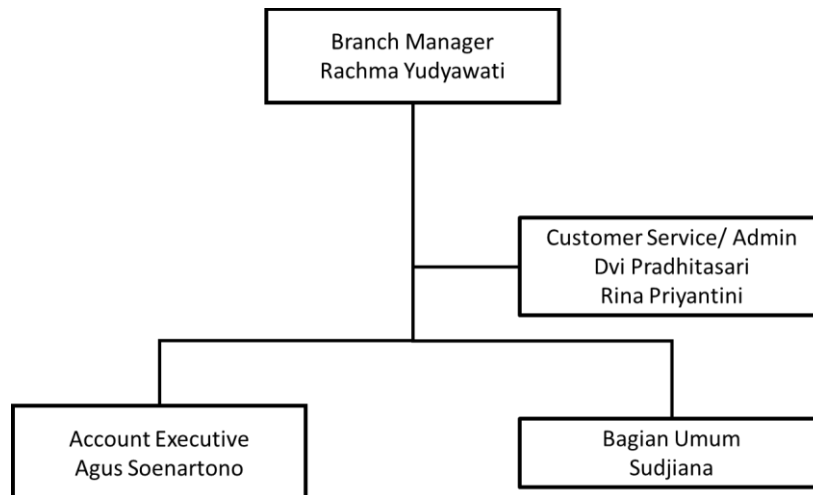 Branch Manager
Rachma Yudyawati
Customer Service/ Admin
Dvi Pradhitasari
Rina Priyantini
Account Executive
Agus Soenartono
Bagian Umum
Sudjiana